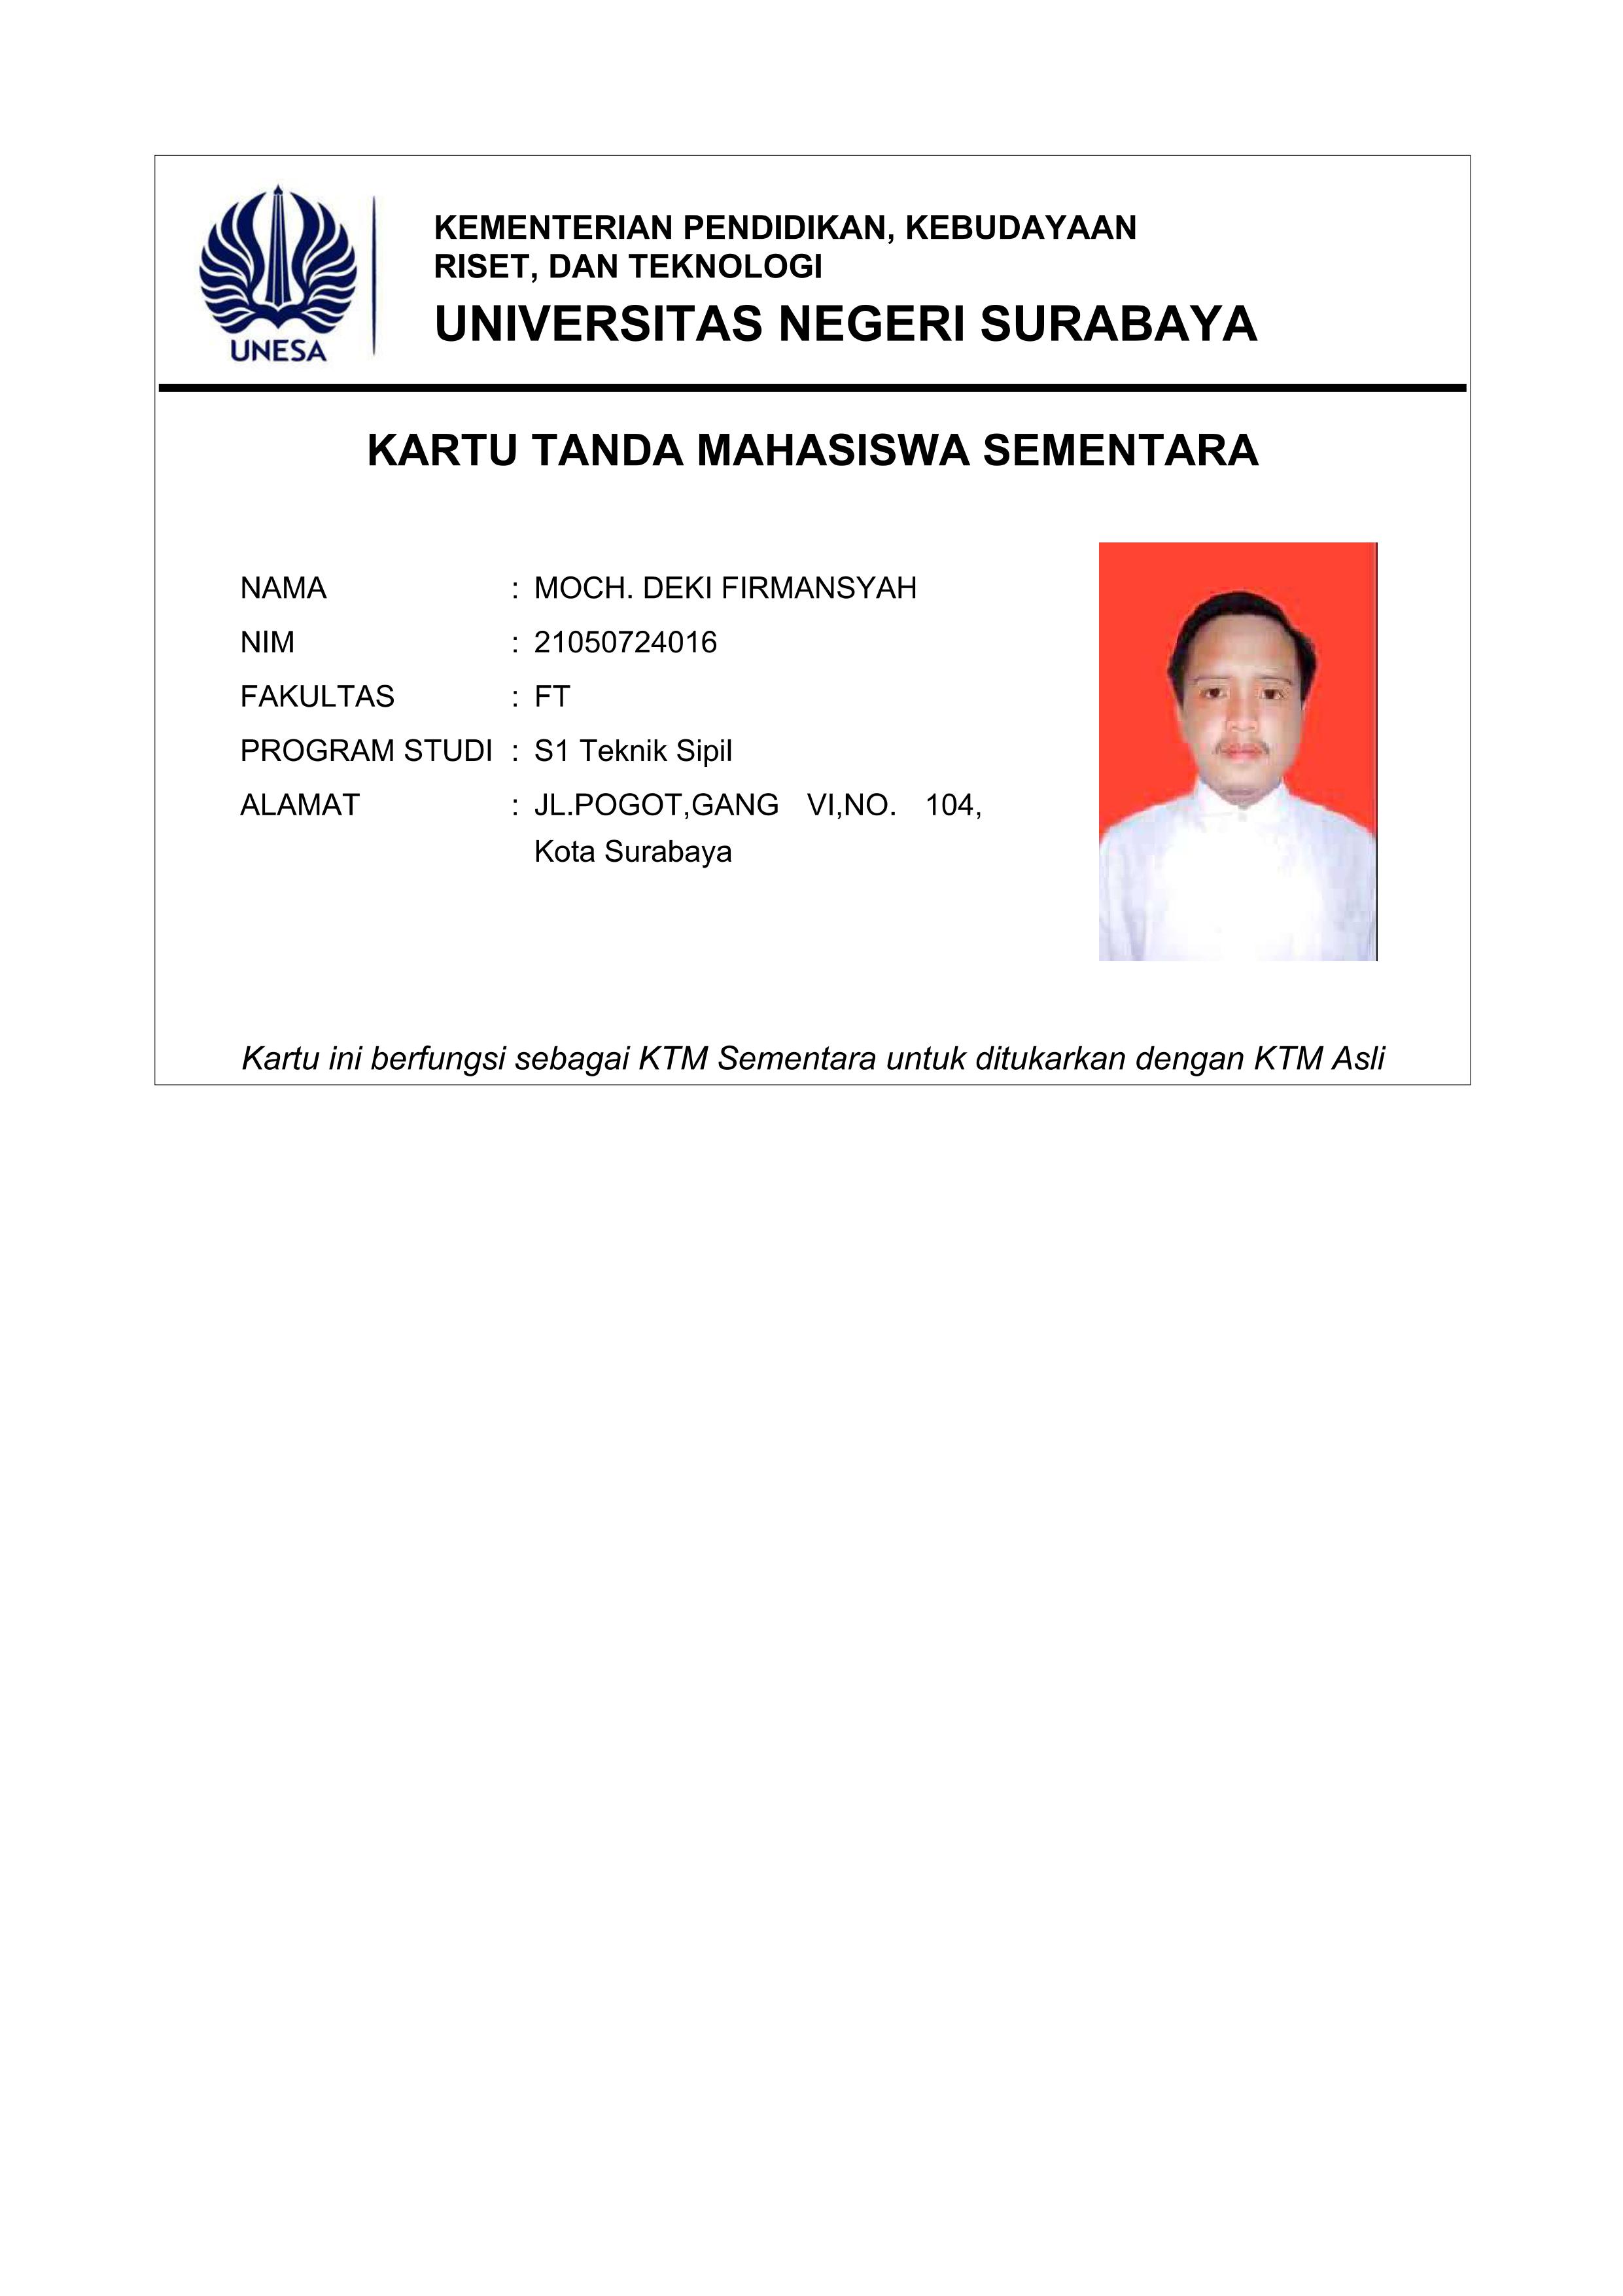 KEMENTERIAN PENDIDIKAN, KEBUDAYAAN
RISET, DAN TEKNOLOGI
UNIVERSITAS NEGERI SURABAYA
UNESA
KARTU TANDA MAHASISWA SEMENTARA
NAMA : MOCH. DEKI FIRMANSYAH
NIM : 21050724016
FAKULTAS : FT
PROGRAM STUDI : S1 Teknik Sipil
ALAMAT : JL.POGOT,GANG VI,NO. 104,
Kota Surabaya
Kartu ini berfungsi sebagai KTM Sementara untuk ditukarkan dengan KTM Asli